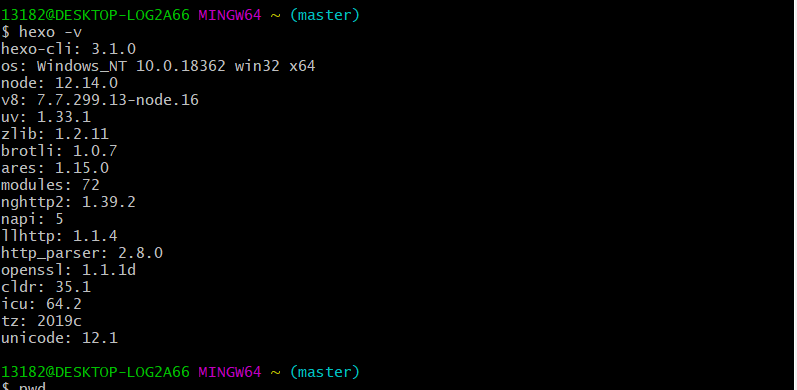 13182@DESKTOP-LOG2A66 MINGW64 ~ (master)
$ hexo -v
hexo-cli: 3.1.0
os: Windows_NT 10.0.18362 win32 x64
node: 12.14.0
v8: 7.7.299.13-node.16
uv: 1.33.1
zlib: 1.2.11
brotli: 1.0.7
ares: 1.15.0
modules: 72
nghttp2: 1.39.2
napi: 5
llhttp: 1.1.4
http_parser: 2.8.0
openssl: 1.1.1d
cldr: 35.1
icu: 64.2
tz: 2019c
unicode: 12.1
13182@DESKTOP-LOG2A66 MINGW64 ~ (master)
$ pwd